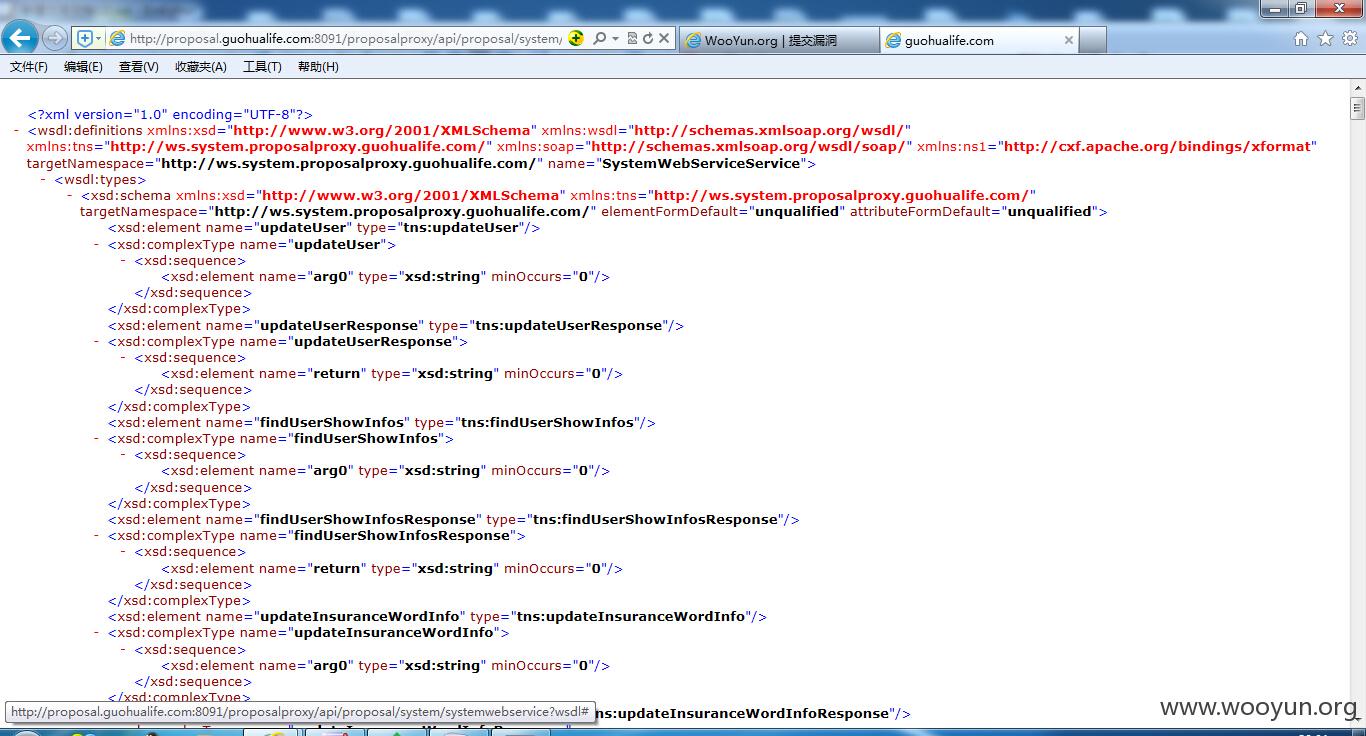 http://proposal.guohualife.com:8091/proposalproxy/api/proposal/system/
WooYun.org | 提交漏洞
guohualife.com
文件(F) 编辑(E) 查看(V) 收藏夹(A) 工具(T) 帮助(H)
<?xml version="1.0" encoding="UTF-8"?>
- <wsdl:definitions xmlns:xsd="http://www.w3.org/2001/XMLSchema" xmlns:wsdl="http://schemas.xmlsoap.org/wsdl/"
xmlns:tns="http://ws.system.proposalproxy.guohualife.com/" xmlns:soap="http://schemas.xmlsoap.org/wsdl/soap/" xmlns:ns1="http://cxf.apache.org/bindings/xformat"
targetNamespace="http://ws.system.proposalproxy.guohualife.com/" name="SystemWebServiceService">
- <wsdl:types>
- <xsd:schema xmlns:xsd="http://www.w3.org/2001/XMLSchema" xmlns:tns="http://ws.system.proposalproxy.guohualife.com/"
targetNamespace="http://ws.system.proposalproxy.guohualife.com/" elementFormDefault="unqualified" attributeFormDefault="unqualified">
<xsd:element name="updateUser" type="tns:updateUser"/>
- <xsd:complexType name="updateUser">
- <xsd:sequence>
<xsd:element name="arg0" type="xsd:string" minOccurs="0"/>
</xsd:sequence>
</xsd:complexType>
<xsd:element name="updateUserResponse" type="tns:updateUserResponse"/>
- <xsd:complexType name="updateUserResponse">
- <xsd:sequence>
<xsd:element name="return" type="xsd:string" minOccurs="0"/>
</xsd:sequence>
</xsd:complexType>
<xsd:element name="findUserShowInfos" type="tns:findUserShowInfos"/>
- <xsd:complexType name="findUserShowInfos">
- <xsd:sequence>
<xsd:element name="arg0" type="xsd:string" minOccurs="0"/>
</xsd:sequence>
</xsd:complexType>
<xsd:element name="findUserShowInfosResponse" type="tns:findUserShowInfosResponse"/>
- <xsd:complexType name="findUserShowInfosResponse">
- <xsd:sequence>
<xsd:element name="return" type="xsd:string" minOccurs="0"/>
</xsd:sequence>
</xsd:complexType>
<xsd:element name="updateInsuranceWordInfo" type="tns:updateInsuranceWordInfo"/>
- <xsd:complexType name="updateInsuranceWordInfo">
- <xsd:sequence>
<xsd:element name="arg0" type="xsd:string" minOccurs="0"/>
</xsd:sequence>
</xsd:complexType>
http://proposal.guohualife.com:8091/proposalproxy/api/proposal/system/systemwebservice?wsdl#
ns:updateInsuranceWordInfoResponse"/>
www.wooyun.org